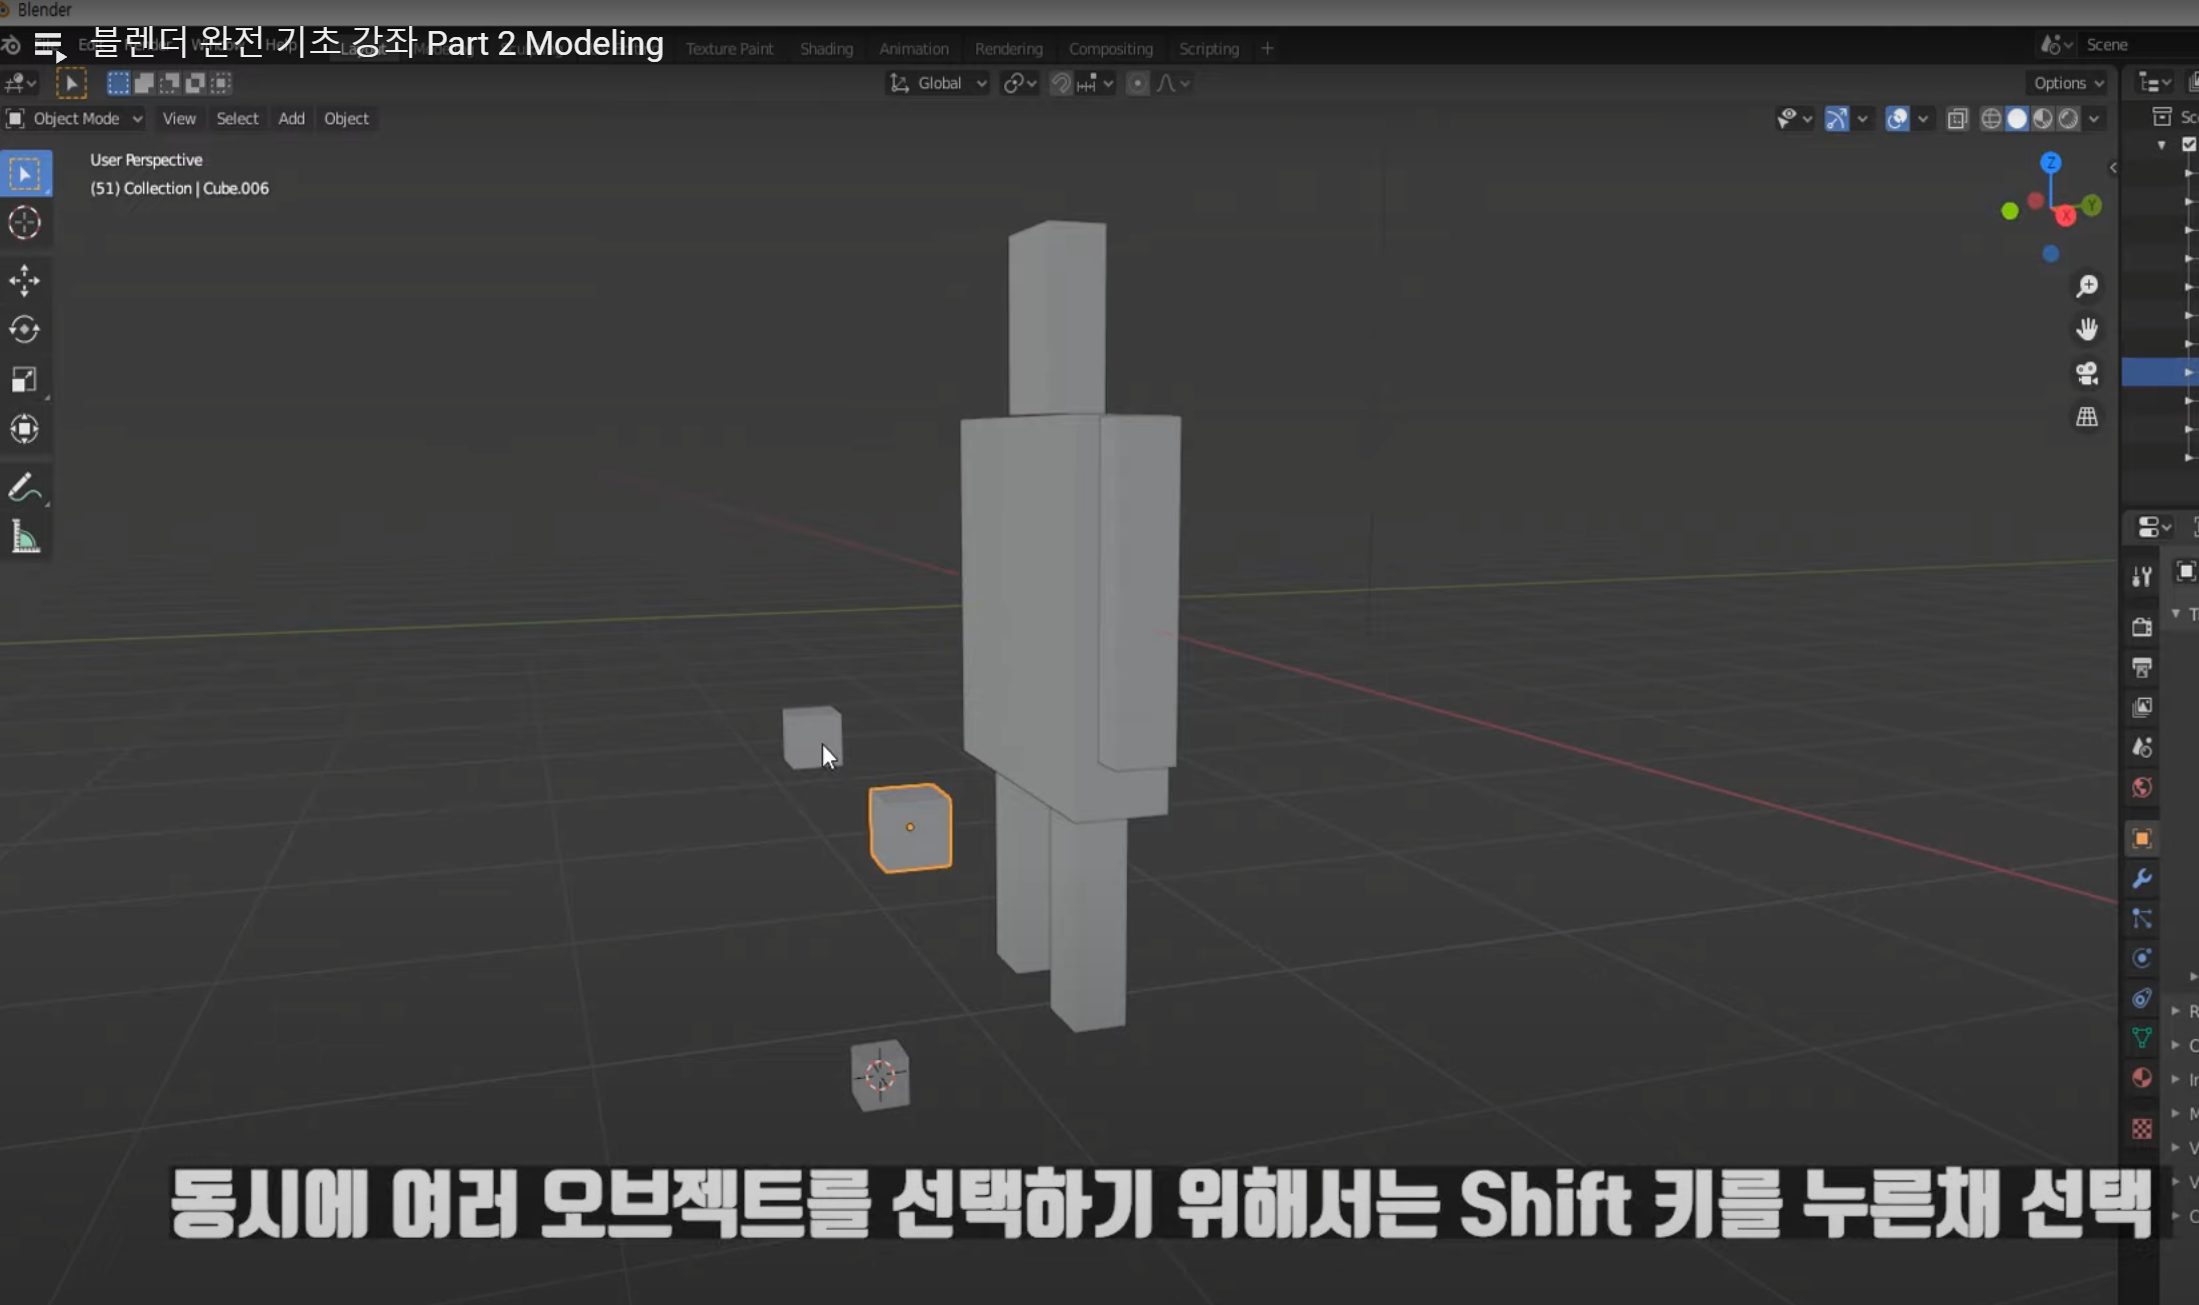 Blender
블렌더 완전 기초 강좌 Part 2 Modeling
Texture Paint Shading Animation Rendering Compositing Scripting +
Scene
Global
Options
Object Mode View Select Add Object
User Perspective
(51) Collection | Cube.006
Z
Y
X
동시에 여러 오브젝트를 선택하기 위해서는 Shift 키를 누른채 선택